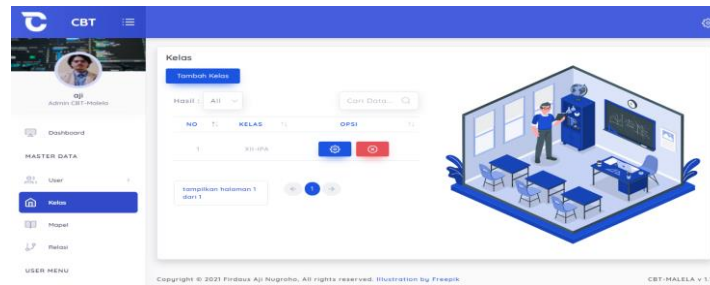 CBT
Kelas
Tambah Kelas
Hasil : All
Cari Data...
NO KELAS OPSI
1 XII-IPA
tampilkan halaman 1
dari 1
1
aji
Admin CBT-Malela
Dashboard
MASTER DATA
User
Kelas
Mapel
Relasi
USER MENU
Copyright © 2021 Firdaus Aji Nugroho, All rights reserved. Illustration by Freepik
CBT-MALELA v 1.